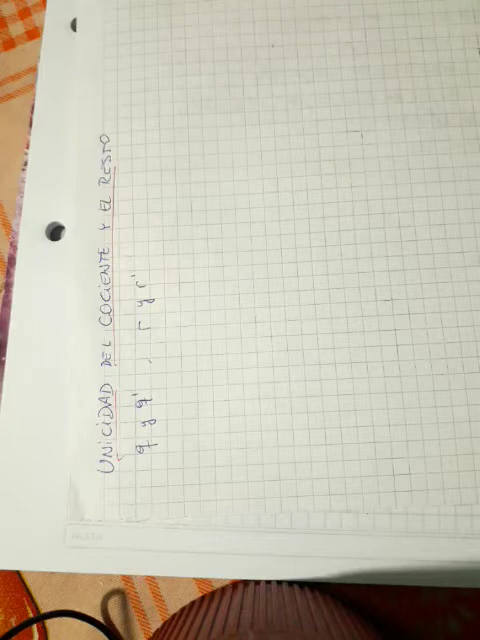 UNICIDAD DEL COCIENTE Y EL RESTO
q y q' , r y r'